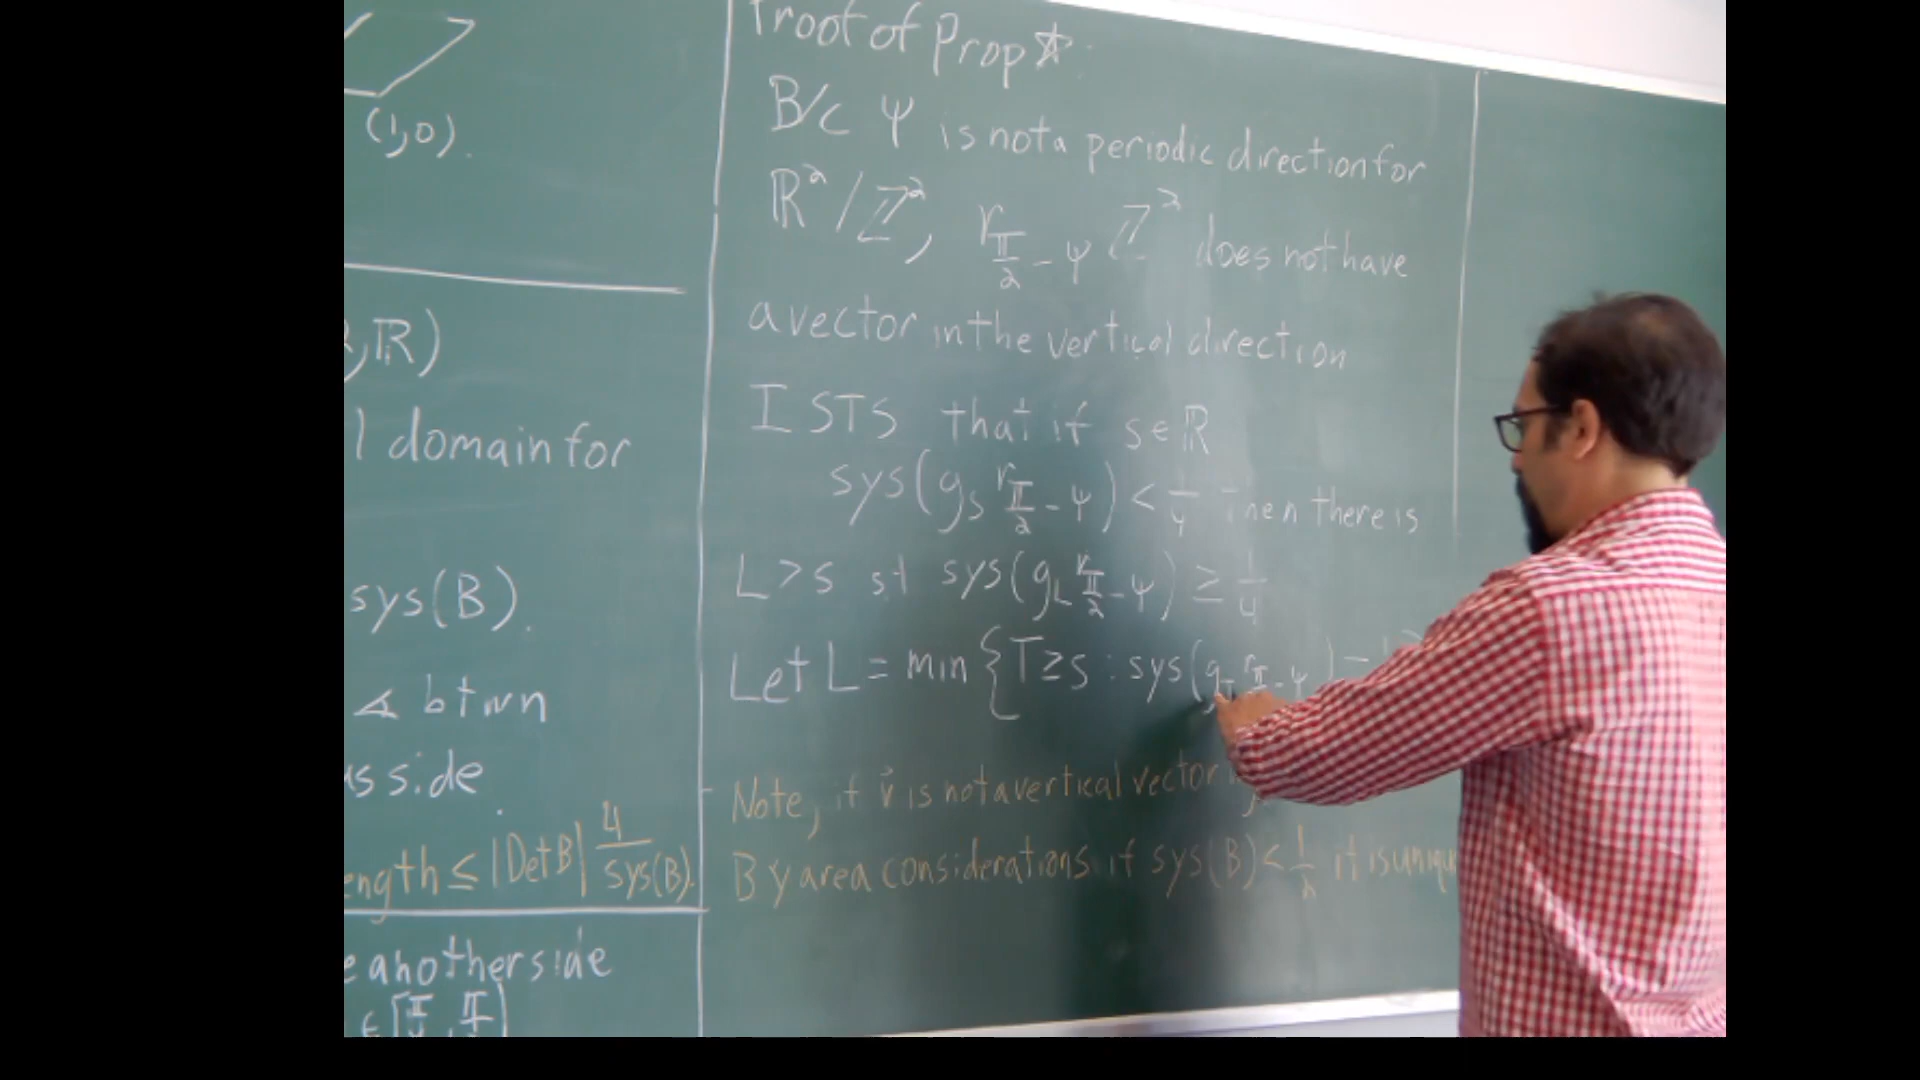 (1,0).
,R)
l domain for
sys(B).
∡ btwn
as side.
ength ≤ |Det B| 4/sys(B).
e another side
Proof of Prop ☆:
B/c ψ is not a periodic direction for
ℝ²/ℤ², r_{π/2-ψ} ℤ² does not have
a vector in the vertical direction
ISTS that if s∈ℝ
sys(g_s r_{π/2-ψ}) < 1/4 Then there is
L>s st sys(g_L r_{π/2-ψ}) ≥ 1/4
Let L = min {T≥s : sys(g_T r_{π/2-ψ})
Note, if v⃗ is not a vertical vector
By area considerations if sys(B) < 1/2 it is uniqu